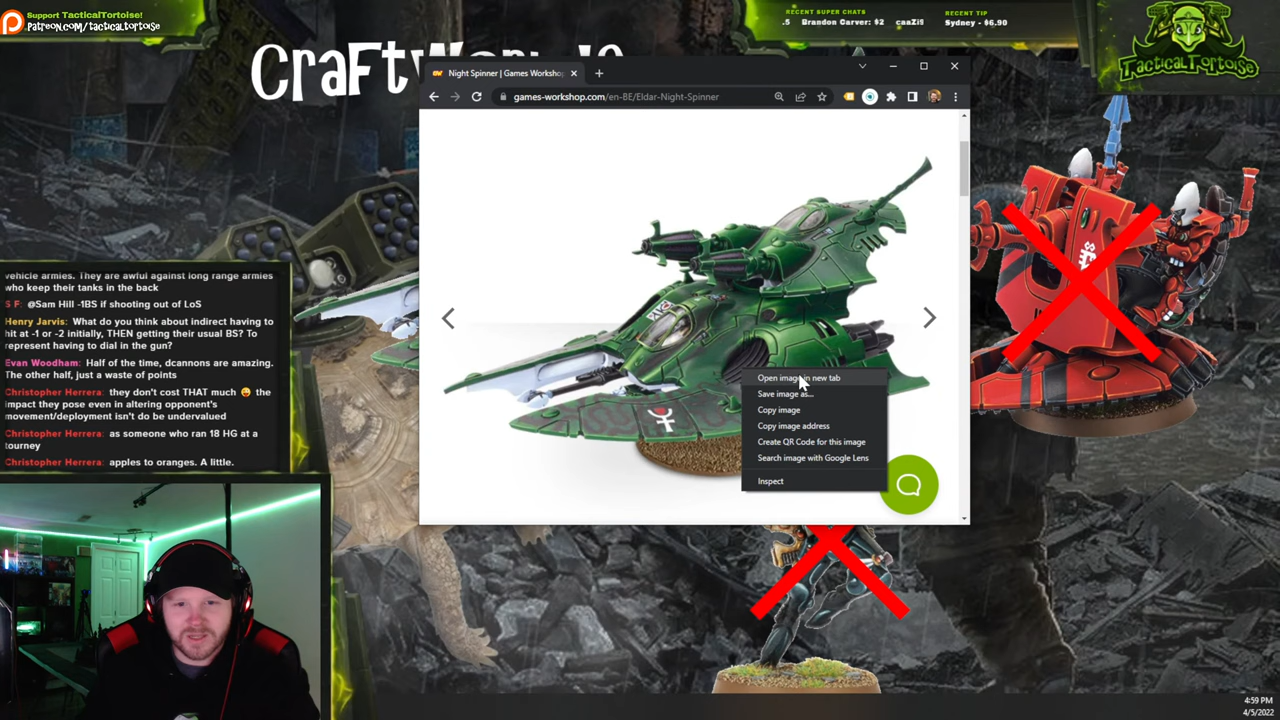 Support TacticalTortoise!
Patreon.com/tacticaltortoise
RECENT SUPER CHATS
.5 Brandon Carver: $2 caaZiS
RECENT TIP
Sydney - $6.90
TACTICALTORTOISE
Night Spinner | Games Worksho
games-workshop.com/en-BE/Eldar-Night-Spinner
vehicle armies. They are awful against long range armies
who keep their tanks in the back
S F: @Sam Hill -1BS if shooting out of LoS
Henry Jarvis: What do you think about indirect having to
hit at -1 or -2 initially, THEN getting their usual BS? To
represent having to dial in the gun?
Evan Woodham: Half of the time, dcannons are amazing.
The other half, just a waste of points
Christopher Herrera: they don't cost THAT much 😜 the
impact they pose even in altering opponent's
movement/deployment isn't do be undervalued
Christopher Herrera: as someone who ran 18 HG at a
tourney
Christopher Herrera: apples to oranges. A little.
Open image in new tab
Save image as...
Copy image
Copy image address
Create QR Code for this image
Search image with Google Lens
Inspect
4:59 PM
4/5/2022